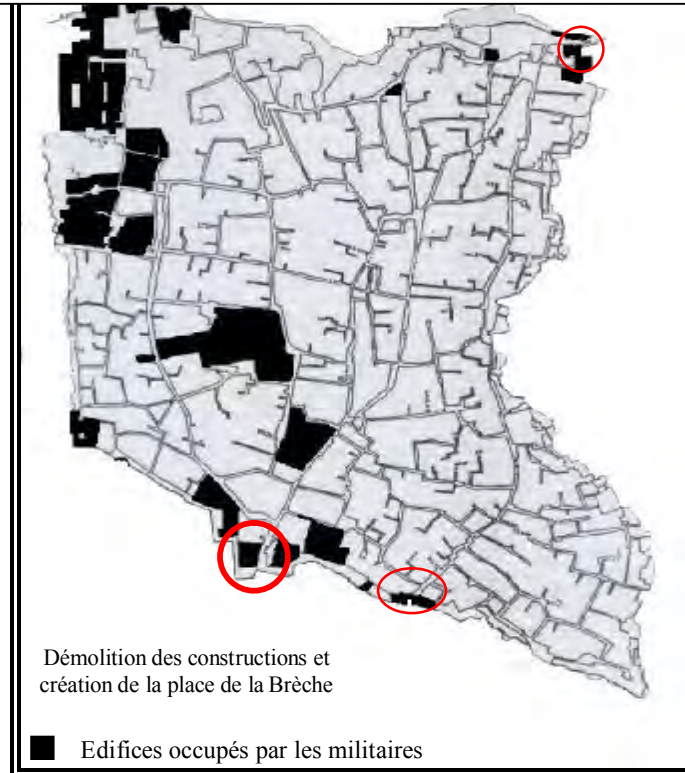 Démolition des constructions et
création de la place de la Brèche
Edifices occupés par les militaires